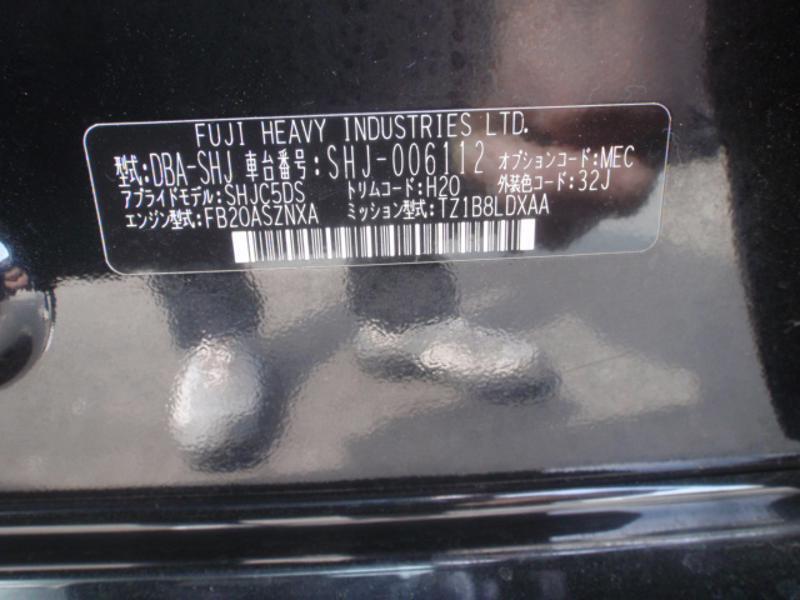 FUJI HEAVY INDUSTRIES LTD.
型式:DBA-SHJ 車台番号:SHJ-006112 オプションコード:MEC
アプライドモデル:SHJC5DS トリムコード:H20 外装色コード:32J
エンジン型式:FB20ASZNXA ミッション型式:TZ1B8LDXAA